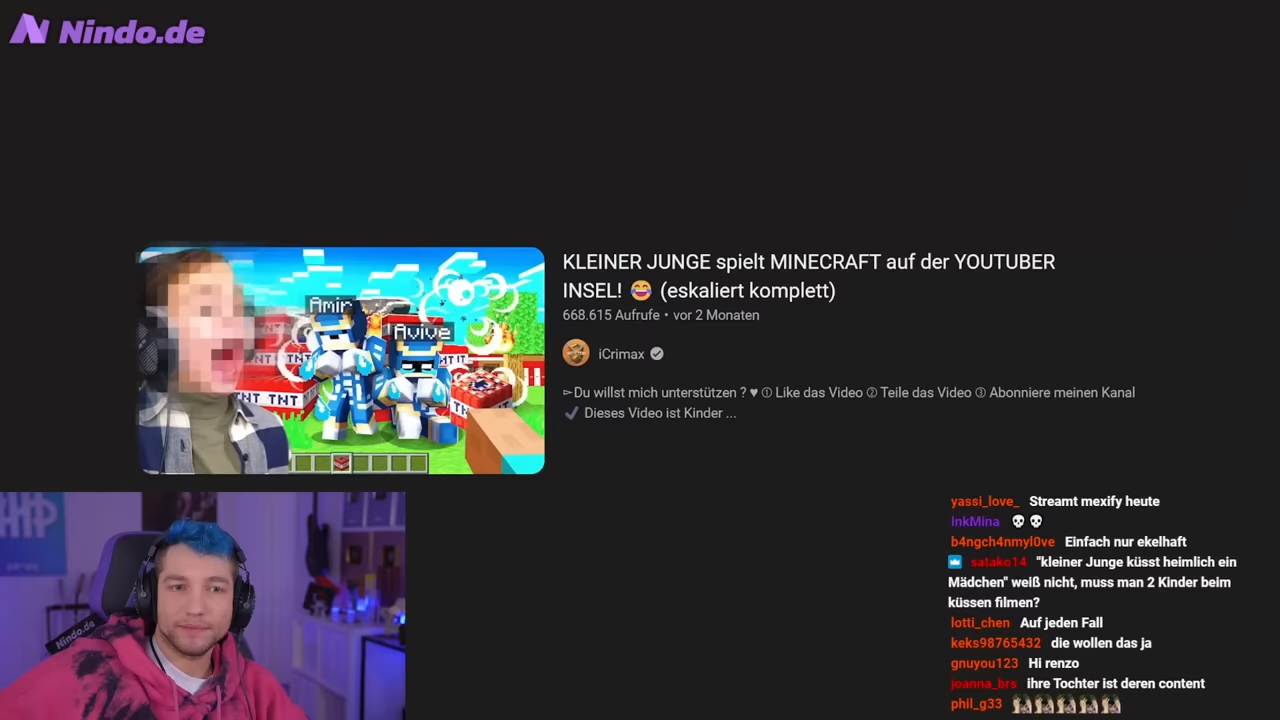 Nindo.de
KLEINER JUNGE spielt MINECRAFT auf der YOUTUBER
INSEL! 😂 (eskaliert komplett)
668.615 Aufrufe • vor 2 Monaten
iCrimax
▻Du willst mich unterstützen ? ♥ ① Like das Video ② Teile das Video ③ Abonniere meinen Kanal
✔ Dieses Video ist Kinder ...
Amir
Avive
TNT
TNT
TNT
Nindo.de
yassi_love_ Streamt mexify heute
InkMina 💀 💀
b4ngch4nmyl0ve Einfach nur ekelhaft
satako14 "kleiner Junge küsst heimlich ein
Mädchen" weiß nicht, muss man 2 Kinder beim
küssen filmen?
lotti_chen Auf jeden Fall
keks98765432 die wollen das ja
gnuyou123 Hi renzo
joanna_brs ihre Tochter ist deren content
phil_g33